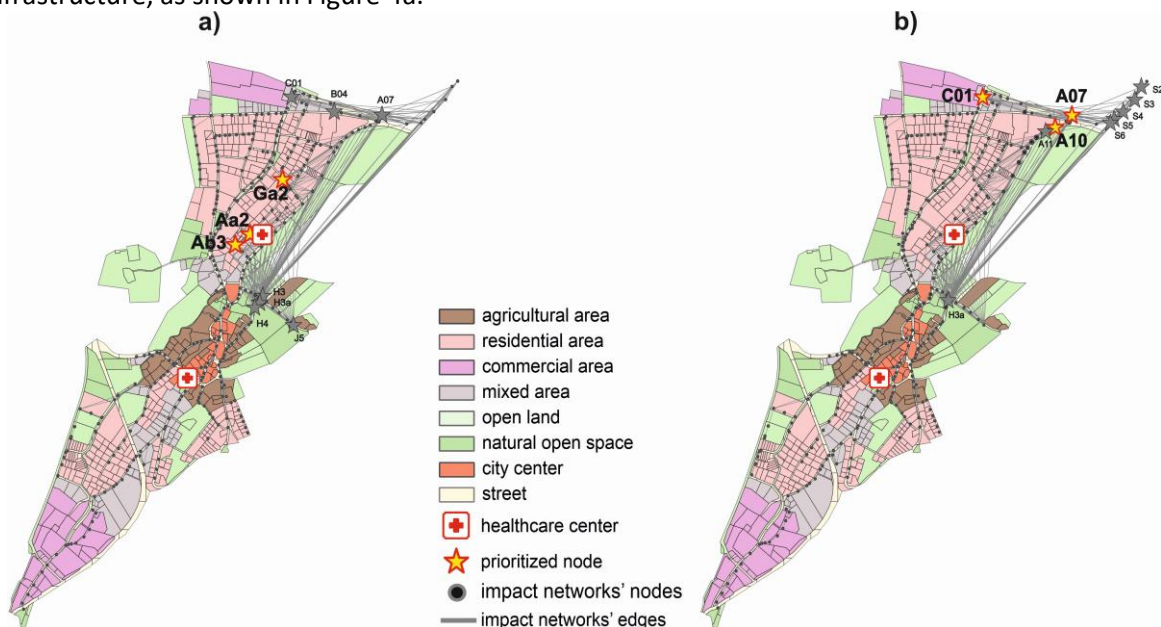 nfrastructure, as shown in Figure 4a.
a)
b)
C01
B04
A07
Ga2
Aa2
Ab3
H3
H3a
H4
J5
agricultural area
residential area
commercial area
mixed area
open land
natural open space
city center
street
healthcare center
prioritized node
impact networks' nodes
impact networks' edges
C01
A07
A10
A11
S2
S3
S4
S5
S6
H3a